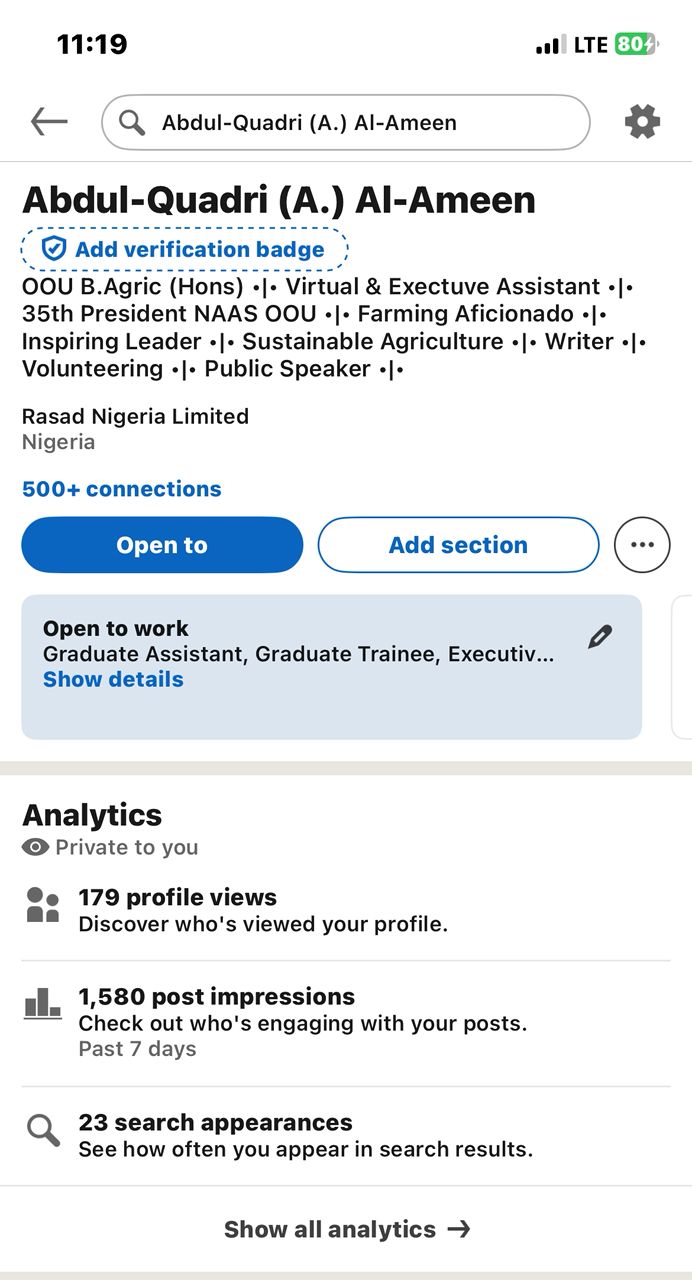 11:19
LTE 80
Abdul-Quadri (A.) Al-Ameen
Abdul-Quadri (A.) Al-Ameen
Add verification badge
OOU B.Agric (Hons) •|• Virtual & Exectuve Assistant •|•
35th President NAAS OOU •|• Farming Aficionado •|•
Inspiring Leader •|• Sustainable Agriculture •|• Writer •|•
Volunteering •|• Public Speaker •|•
Rasad Nigeria Limited
Nigeria
500+ connections
Open to
Add section
Open to work
Graduate Assistant, Graduate Trainee, Executiv...
Show details
Analytics
Private to you
179 profile views
Discover who's viewed your profile.
1,580 post impressions
Check out who's engaging with your posts.
Past 7 days
23 search appearances
See how often you appear in search results.
Show all analytics →